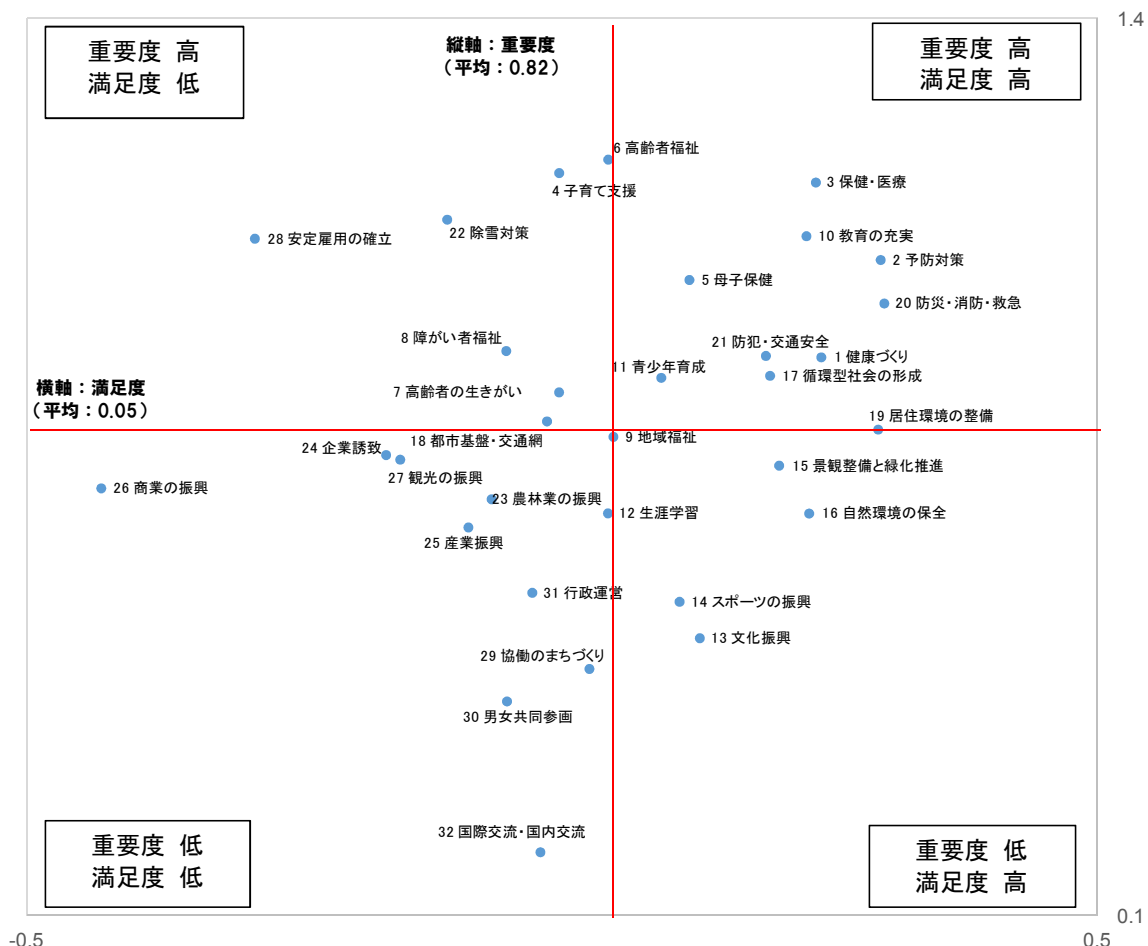 1.4
重要度 高
満足度 低
縦軸：重要度
（平均：0.82）
重要度 高
満足度 高
6 高齢者福祉
4 子育て支援
3 保健・医療
22 除雪対策
28 安定雇用の確立
10 教育の充実
2 予防対策
5 母子保健
20 防災・消防・救急
8 障がい者福祉
21 防犯・交通安全
1 健康づくり
11 青少年育成
17 循環型社会の形成
横軸：満足度
（平均：0.05）
7 高齢者の生きがい
19 居住環境の整備
24 企業誘致
18 都市基盤・交通網
9 地域福祉
27 観光の振興
15 景観整備と緑化推進
26 商業の振興
23 農林業の振興
12 生涯学習
16 自然環境の保全
25 産業振興
31 行政運営
14 スポーツの振興
13 文化振興
29 協働のまちづくり
30 男女共同参画
32 国際交流・国内交流
重要度 低
満足度 低
重要度 低
満足度 高
0.1
-0.5
0.5